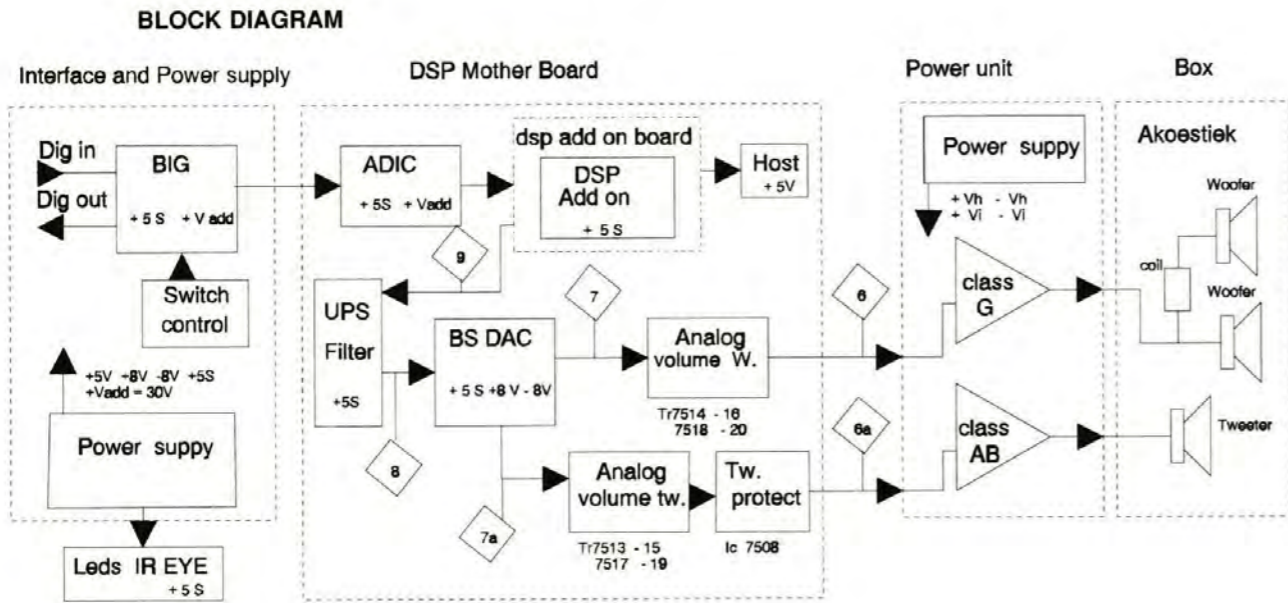 BLOCK DIAGRAM
Interface and Power supply
DSP Mother Board
Power unit
Box
Dig in
Dig out
BIG
+ 5 S + V add
Switch
control
+5V +8V -8V +5S
+Vadd = 30V
Power suppy
Leds IR EYE
+ 5 S
ADIC
+ 5S + Vadd
dsp add on board
DSP
Add on
+ 5 S
Host
+ 5V
9
UPS
Filter
+5S
8
BS DAC
+ 5 S +8 V - 8V
7
7a
Analog
volume W.
Tr7514 - 16
7518 - 20
Analog
volume tw.
Tr7513 - 15
7517 - 19
Tw.
protect
Ic 7508
6
6a
Power suppy
+ Vh - Vh
+ Vi - Vi
class
G
class
AB
Akoestiek
Woofer
coil
Woofer
Tweeter